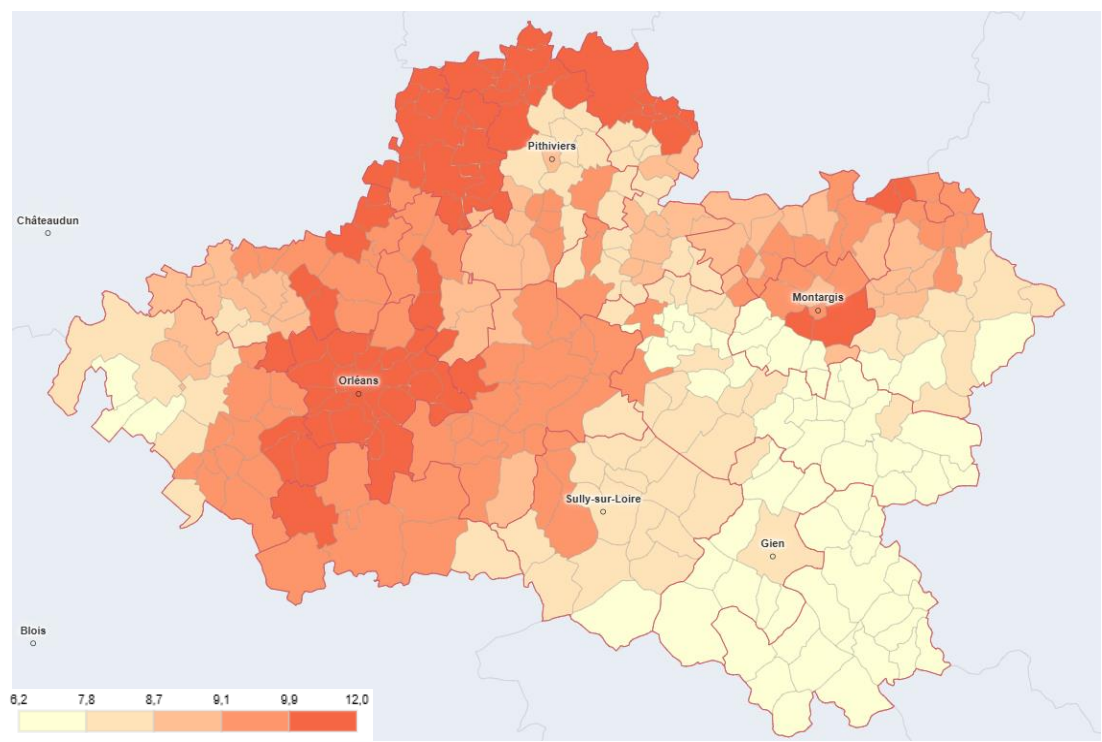 Pithiviers
Châteaudun
Montargis
Orléans
Sully-sur-Loire
Gien
Blois
6,2 7,8 8,7 9,1 9,9 12,0